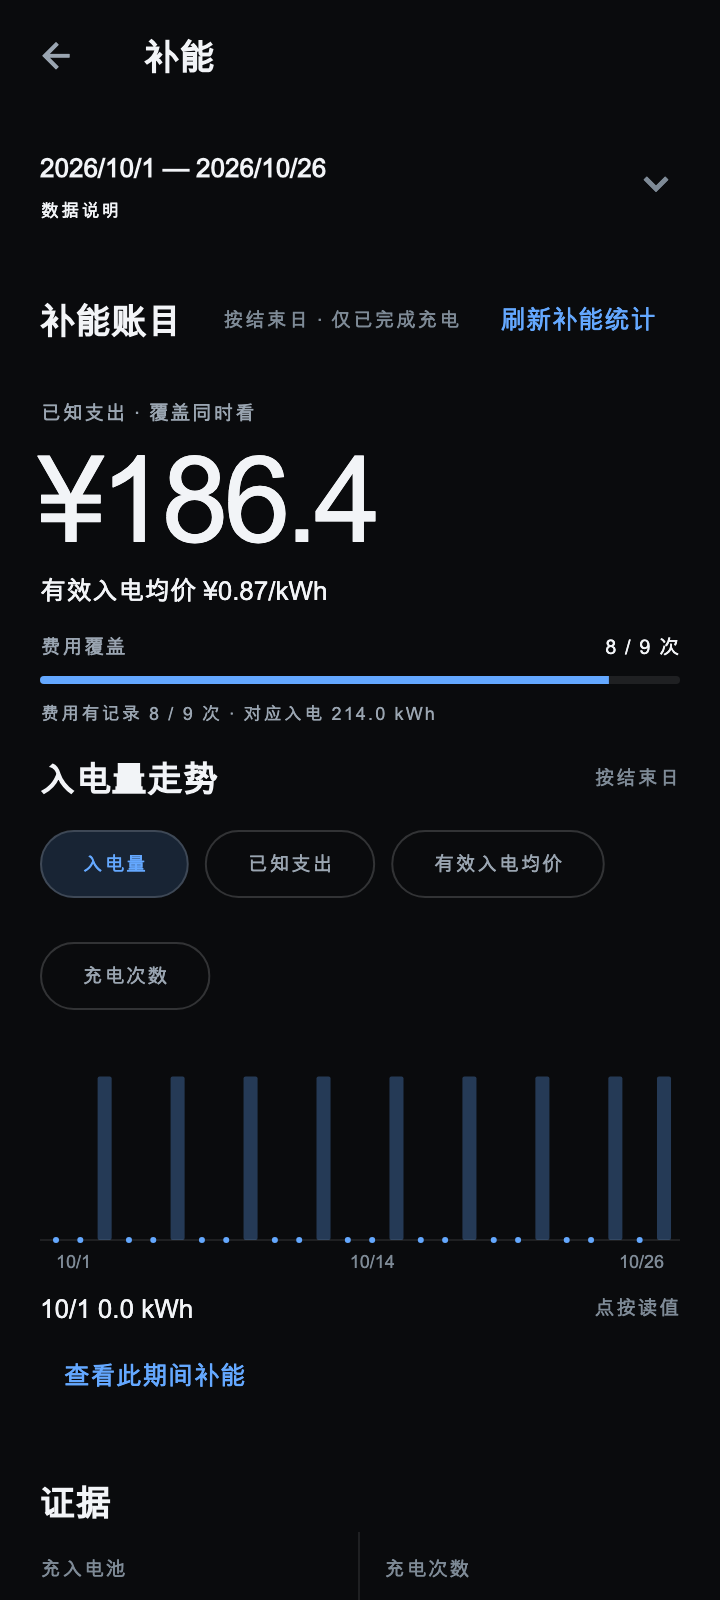 补能
2026/10/1 — 2026/10/26
数据说明
补能账目 按结束日 · 仅已完成充电 刷新补能统计
已知支出 · 覆盖同时看
¥186.4
有效入电均价 ¥0.87/kWh
费用覆盖 8 / 9 次
费用有记录 8 / 9 次 · 对应入电 214.0 kWh
入电量走势 按结束日
入电量 已知支出 有效入电均价
充电次数
10/1 10/14 10/26
10/1 0.0 kWh 点按读值
查看此期间补能
证据
充入电池 充电次数